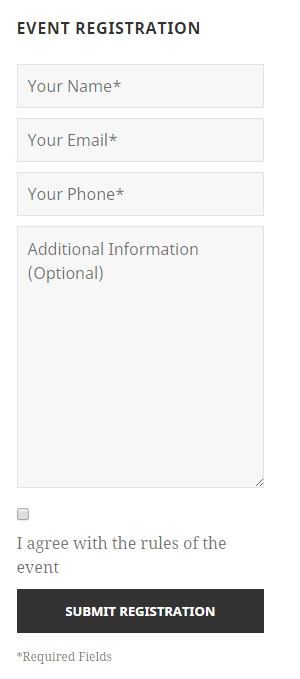 EVENT REGISTRATION
Your Name*
Your Email*
Your Phone*
Additional Information
(Optional)
I agree with the rules of the
event
SUBMIT REGISTRATION
*Required Fields